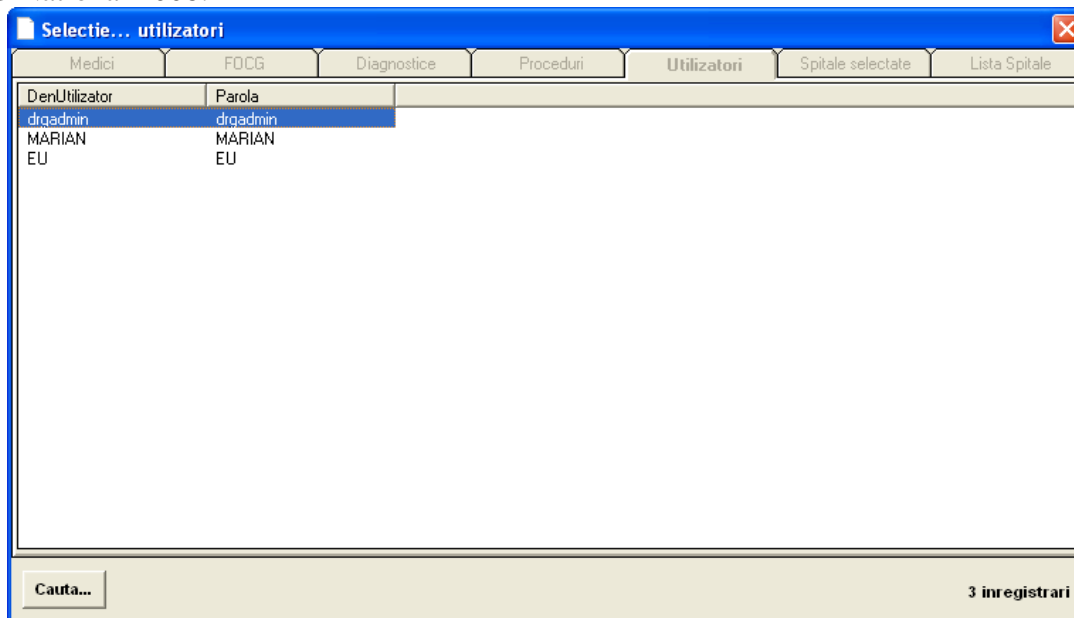 Selectie... utilizatori
Medici FOCG Diagnostice Proceduri Utilizatori Spitale selectate Lista Spitale
DenUtilizator Parola
drgadmin drgadmin
MARIAN MARIAN
EU EU
Cauta... 3 inregistrari